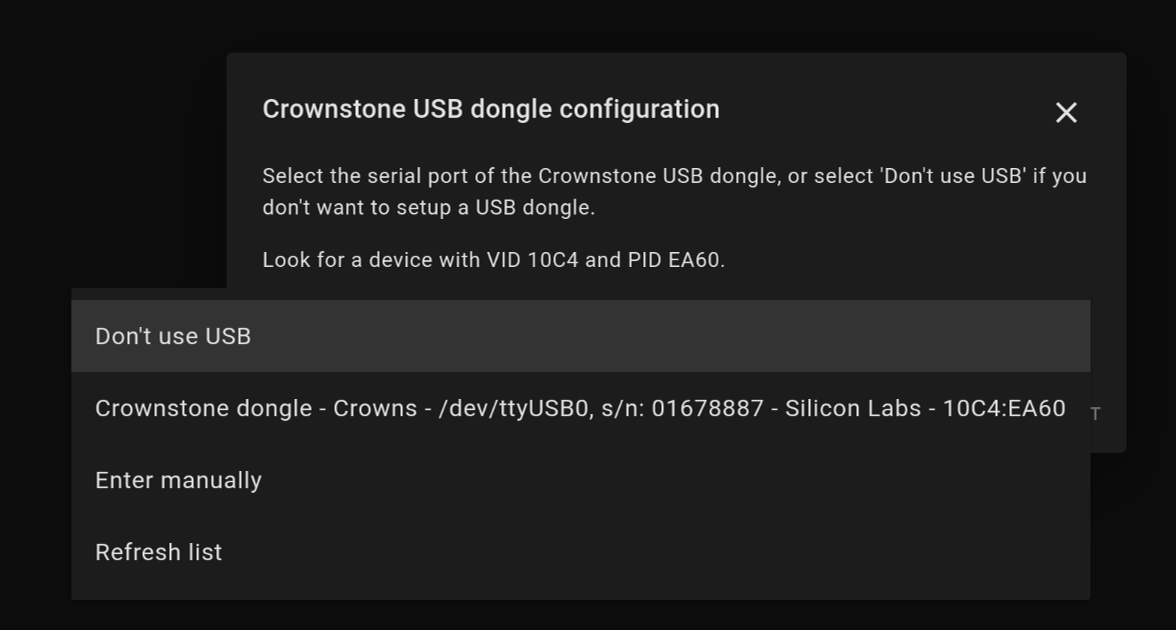 Crownstone USB dongle configuration
Select the serial port of the Crownstone USB dongle, or select 'Don't use USB' if you
don't want to setup a USB dongle.
Look for a device with VID 10C4 and PID EA60.
Don't use USB
Crownstone dongle - Crowns - /dev/ttyUSB0, s/n: 01678887 - Silicon Labs - 10C4:EA60
T
Enter manually
Refresh list